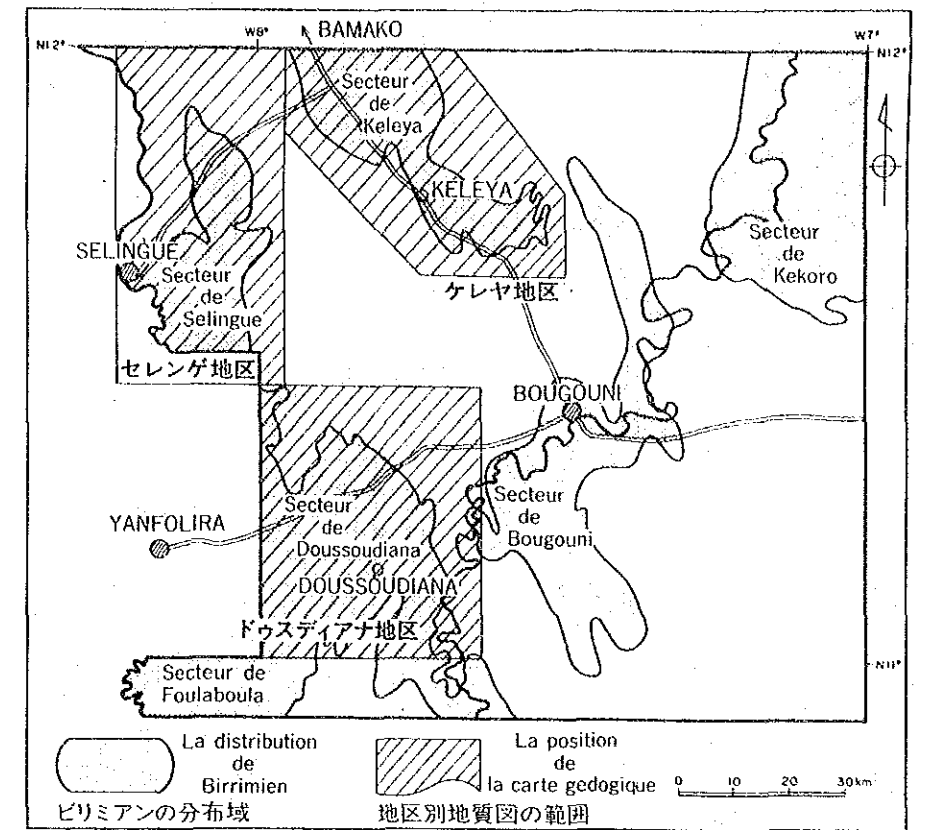 BAMAKO
W8°
W7°
N12°
N12°
Secteur
de
Keleya
KELEYA
SELINGUE
Secteur
de
Selingue
Secteur
de
Kekoro
ケレヤ地区
セレンゲ地区
BOUGOUNI
Secteur
de
Bougouni
YANFOLIRA
Secteur
de
Doussoudiana
DOUSSOUDIANA
ドゥスディアナ地区
N11°
Secteur de
Foulaboula
La distribution
de
Birrimien
ビリミアンの分布域
La position
de
la carte gedogique
地区別地質図の範囲
0 10 20 30km